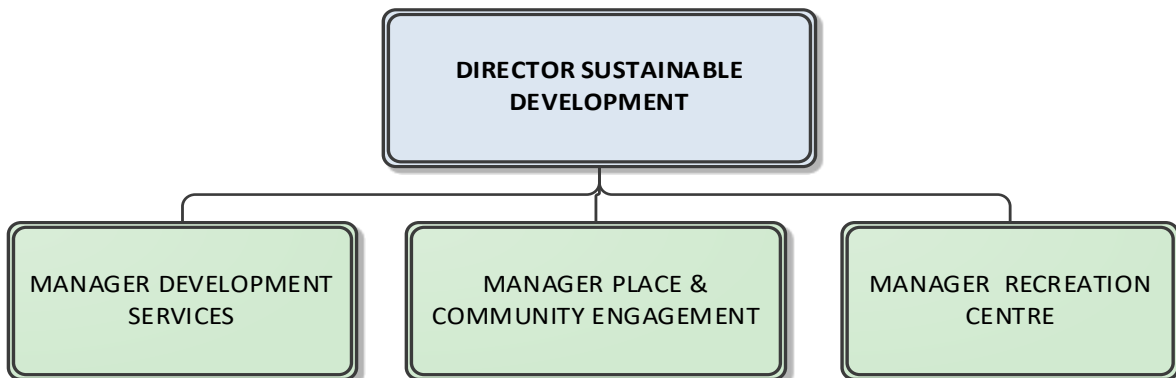 DIRECTOR SUSTAINABLE
DEVELOPMENT
MANAGER DEVELOPMENT
SERVICES
MANAGER PLACE &
COMMUNITY ENGAGEMENT
MANAGER RECREATION
CENTRE